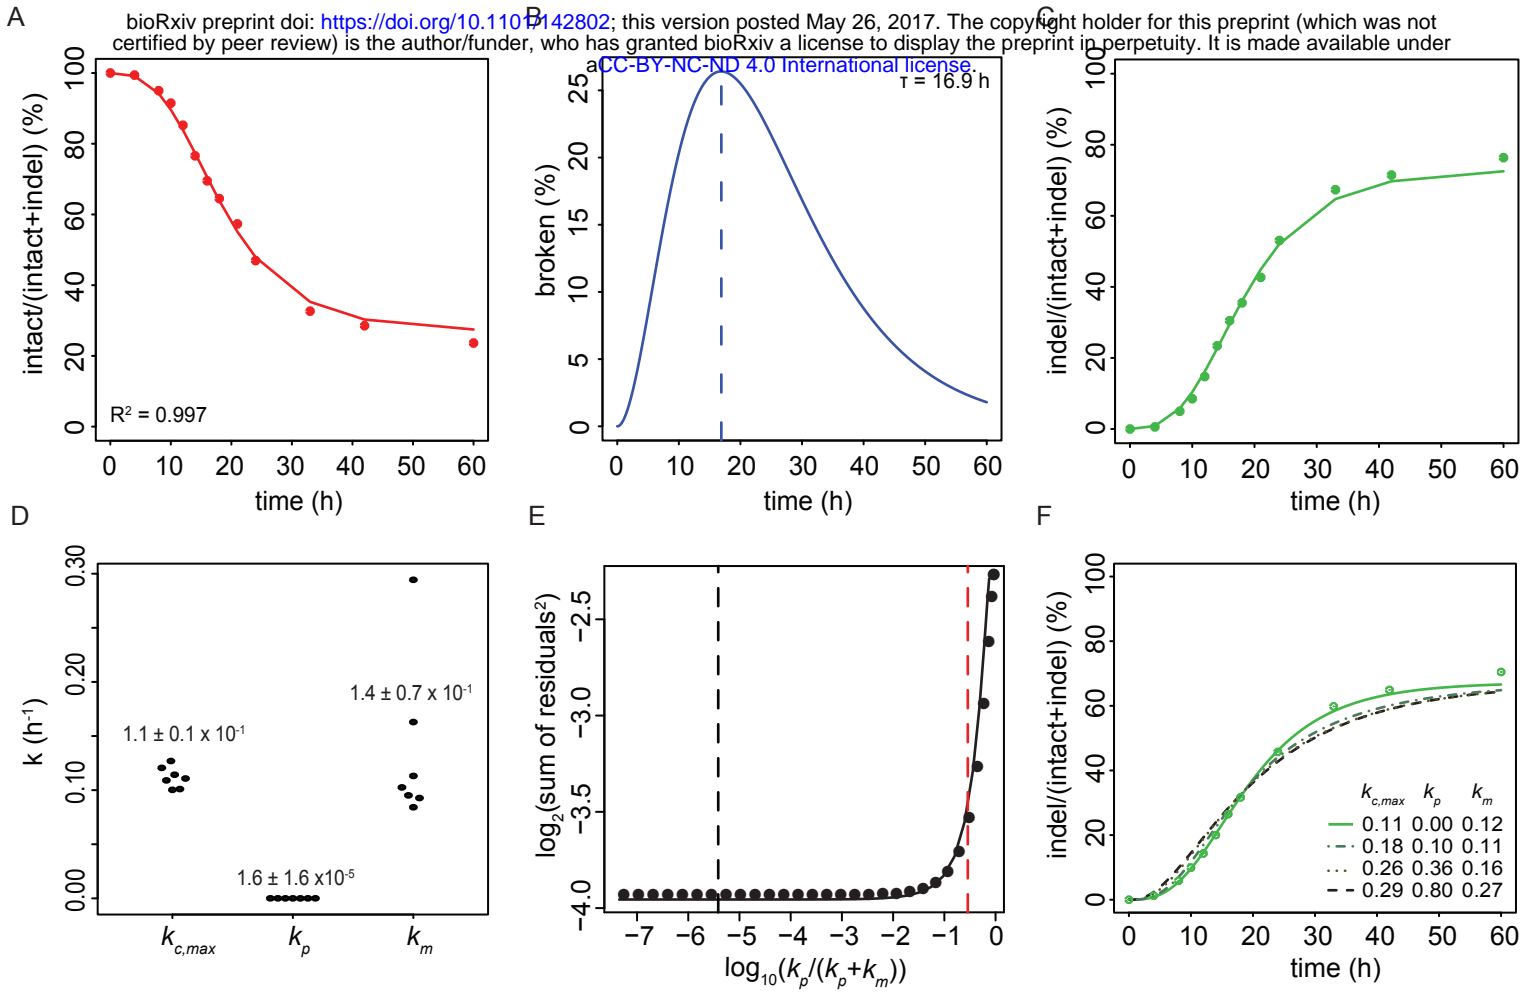 A
B
C
bioRxiv preprint doi: https://doi.org/10.1101/142802; this version posted May 26, 2017. The copyright holder for this preprint (which was not
certified by peer review) is the author/funder, who has granted bioRxiv a license to display the preprint in perpetuity. It is made available under
aCC-BY-NC-ND 4.0 International license.
intact/(intact+indel) (%)
100
80
60
40
20
0
R² = 0.997
0 10 20 30 40 50 60
time (h)
broken (%)
25
20
15
10
5
0
τ = 16.9 h
0 10 20 30 40 50 60
time (h)
indel/(intact+indel) (%)
100
80
60
40
20
0
0 10 20 30 40 50 60
time (h)
D
k (h⁻¹)
0.30
0.20
0.10
0.00
1.1 ± 0.1 x 10⁻¹
1.6 ± 1.6 x10⁻⁵
1.4 ± 0.7 x 10⁻¹
k_c,max k_p k_m
E
log₂(sum of residuals²)
−2.5
−3.0
−3.5
−4.0
−7 −6 −5 −4 −3 −2 −1 0
log₁₀(k_p/(k_p+k_m))
F
indel/(intact+indel) (%)
100
80
60
40
20
0
k_c,max k_p k_m
0.11 0.00 0.12
0.18 0.10 0.11
0.26 0.36 0.16
0.29 0.80 0.27
0 10 20 30 40 50 60
time (h)